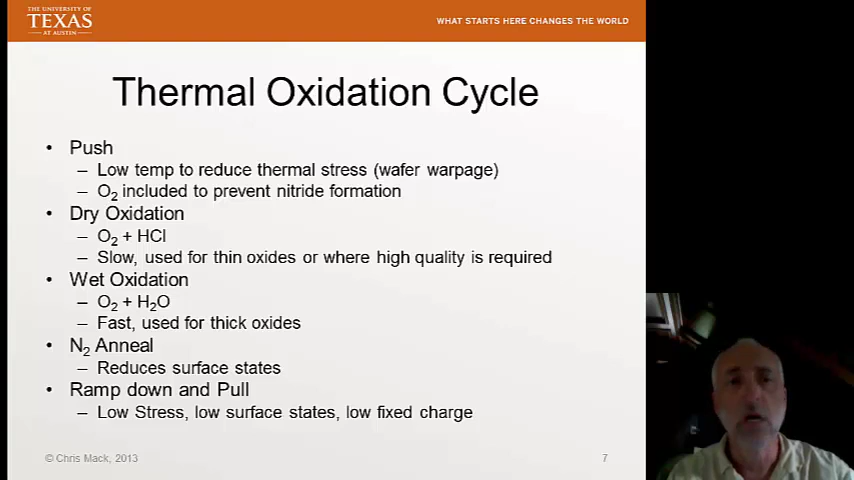 THE UNIVERSITY OF
TEXAS
AT AUSTIN
WHAT STARTS HERE CHANGES THE WORLD
Thermal Oxidation Cycle
• Push
– Low temp to reduce thermal stress (wafer warpage)
– O₂ included to prevent nitride formation
• Dry Oxidation
– O₂ + HCl
– Slow, used for thin oxides or where high quality is required
• Wet Oxidation
– O₂ + H₂O
– Fast, used for thick oxides
• N₂ Anneal
– Reduces surface states
• Ramp down and Pull
– Low Stress, low surface states, low fixed charge
© Chris Mack, 2013
7